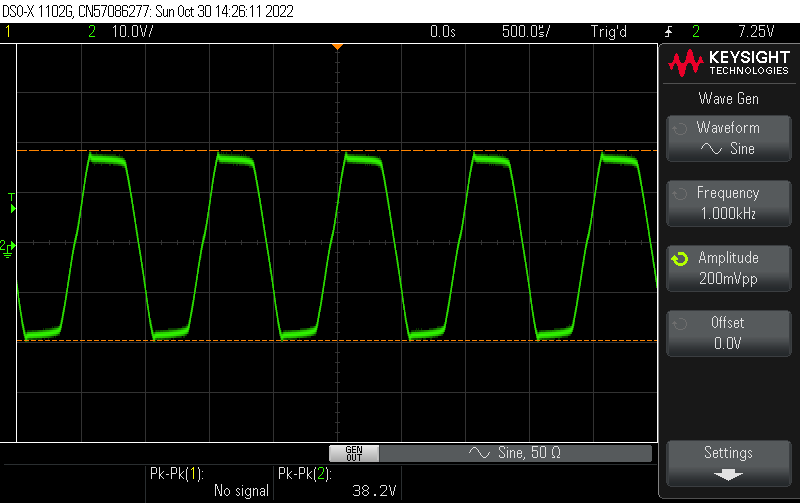 DSO-X 1102G, CN57086277: Sun Oct 30 14:26:11 2022
1 2 10.0V/ 0.0s 500.0㎲/ Trig'd 2 7.25V
KEYSIGHT
TECHNOLOGIES
Wave Gen
Waveform
Sine
Frequency
1.000kHz
Amplitude
200mVpp
Offset
0.0V
Settings
T
2
GEN
OUT
Sine, 50 Ω
Pk-Pk(1):
No signal
Pk-Pk(2):
38.2V